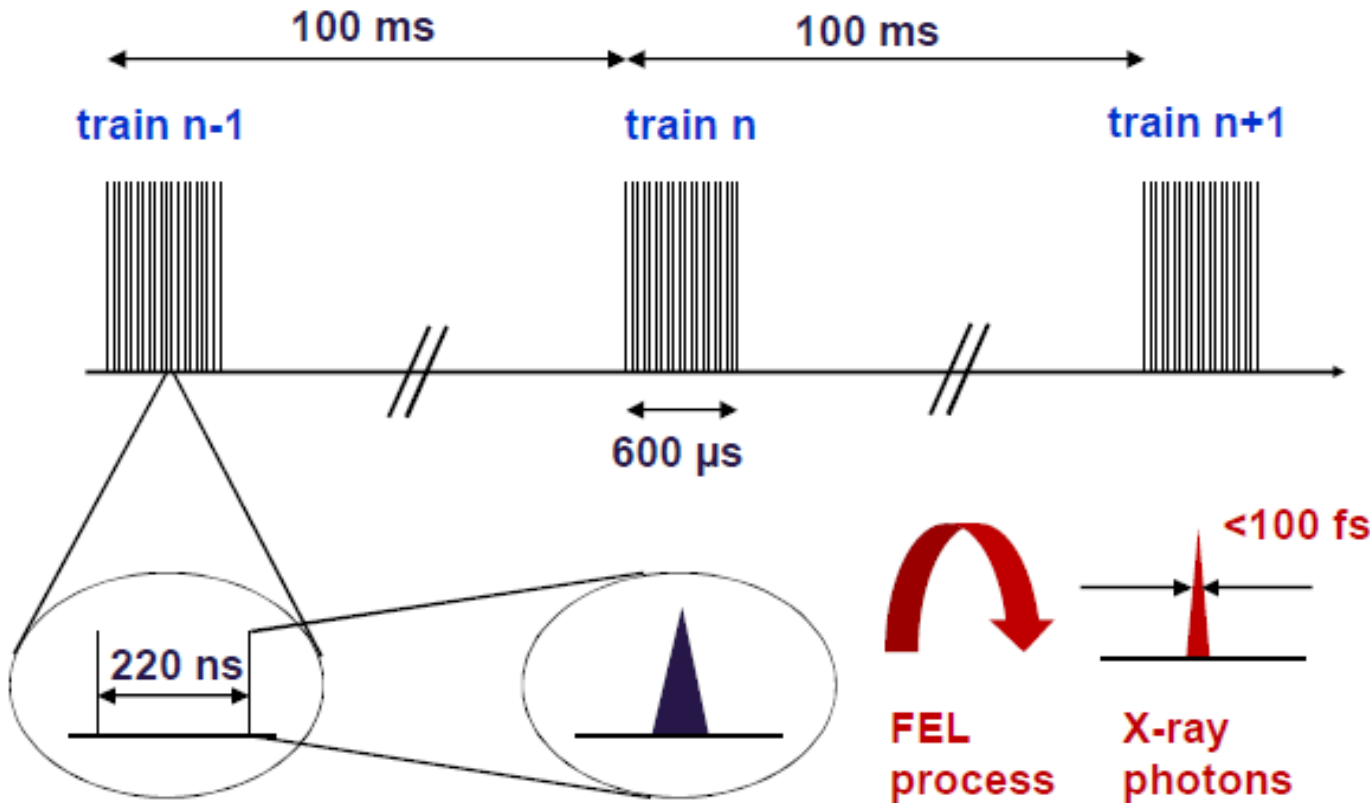 100 ms
100 ms
train n-1
train n
train n+1
600 µs
<100 fs
220 ns
FEL
process
X-ray
photons